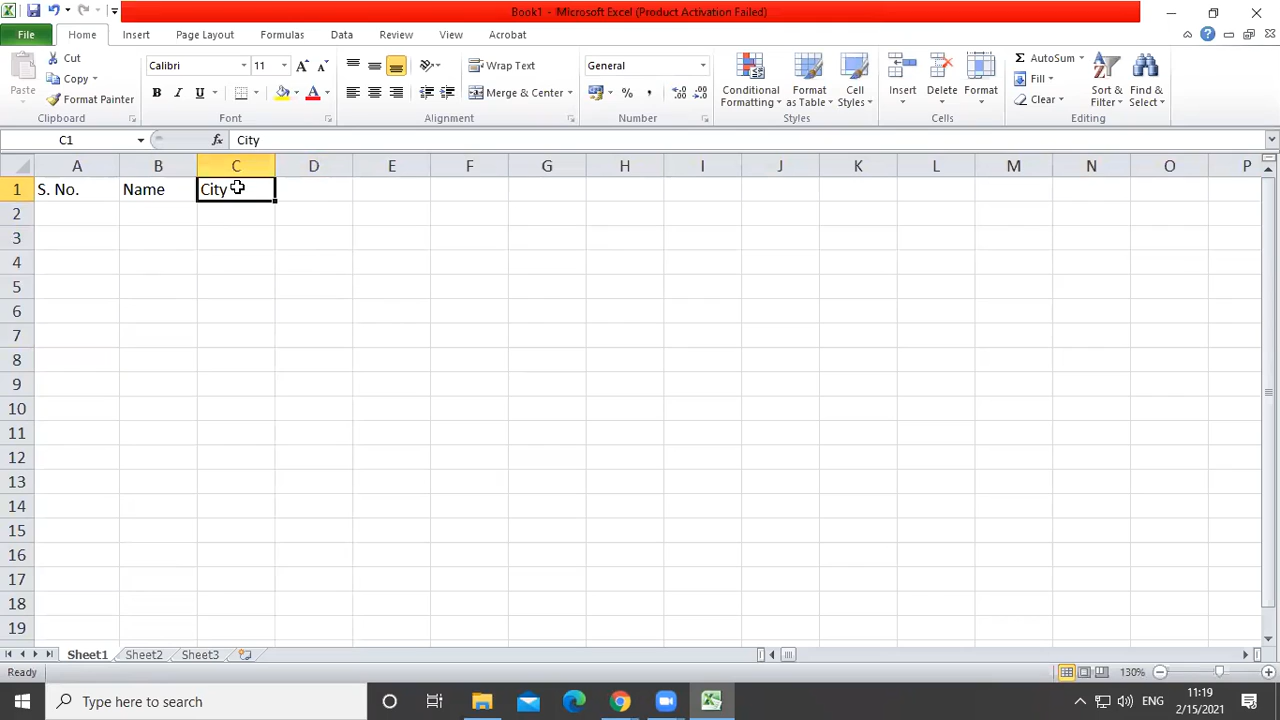 Book1 - Microsoft Excel (Product Activation Failed)
File Home Insert Page Layout Formulas Data Review View Acrobat
Cut Calibri 11 Wrap Text General AutoSum
Copy Fill
Paste Format Painter B I U Merge & Center % , Conditional Formatting Format as Table Cell Styles Insert Delete Format Clear Sort & Filter Find & Select
Clipboard Font Alignment Number Styles Cells Editing
C1 fx City
A B C D E F G H I J K L M N O P
1 S. No. Name City
2
3
4
5
6
7
8
9
10
11
12
13
14
15
16
17
18
19
Sheet1 Sheet2 Sheet3
Ready 130%
Type here to search ENG 11:19
2/15/2021